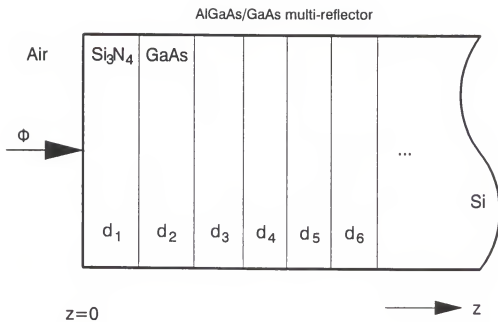 AlGaAs/GaAs multi-reflector
Air
Si₃N₄
GaAs
Φ
...
Si
d₁
d₂
d₃
d₄
d₅
d₆
z=0
z